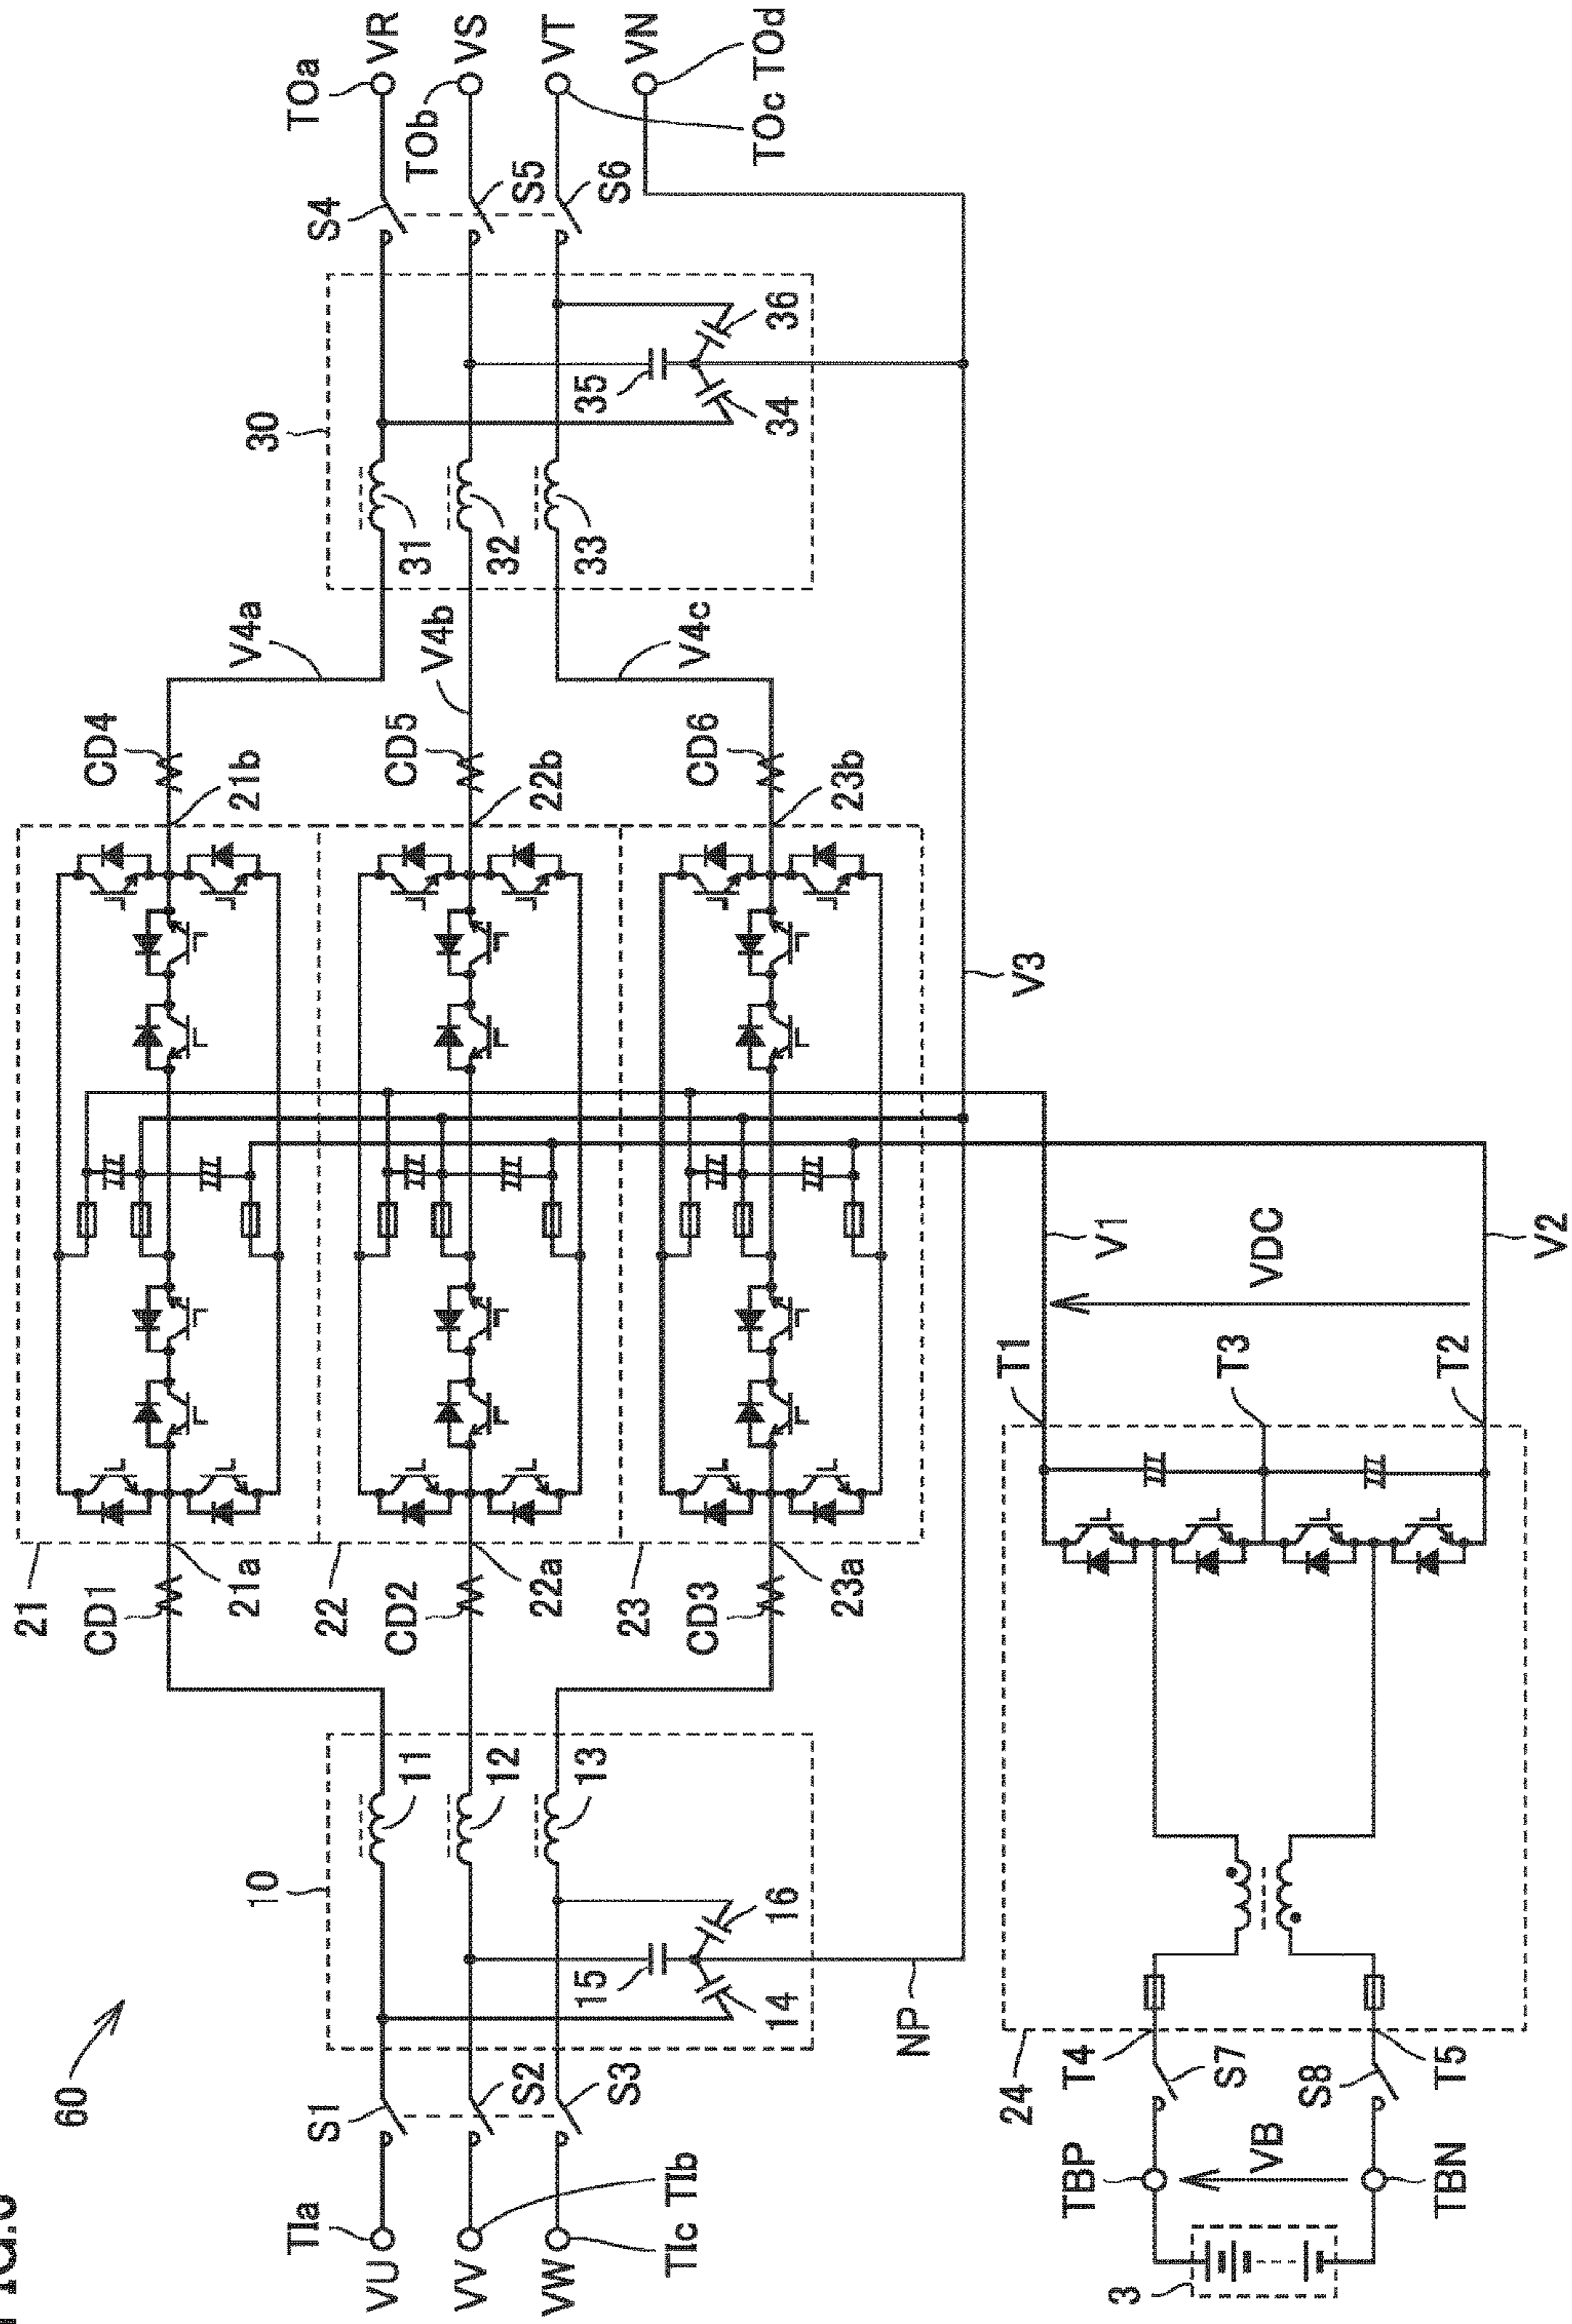 60
TIa
VU
VV
VW
TIc
TIb
S1
S2
S3
10
11
12
13
14
15
16
NP
21
CD1
21a
22
CD2
22a
23
CD3
23a
CD4
21b
CD5
22b
CD6
23b
V4a
V4b
V4c
30
31
32
33
34
35
36
S4
S5
S6
TOa
VR
TOb
VS
VT
VN
TOc
TOd
V3
3
TBP
VB
TBN
24
T4
S7
S8
T5
T1
T3
T2
V1
VDC
V2